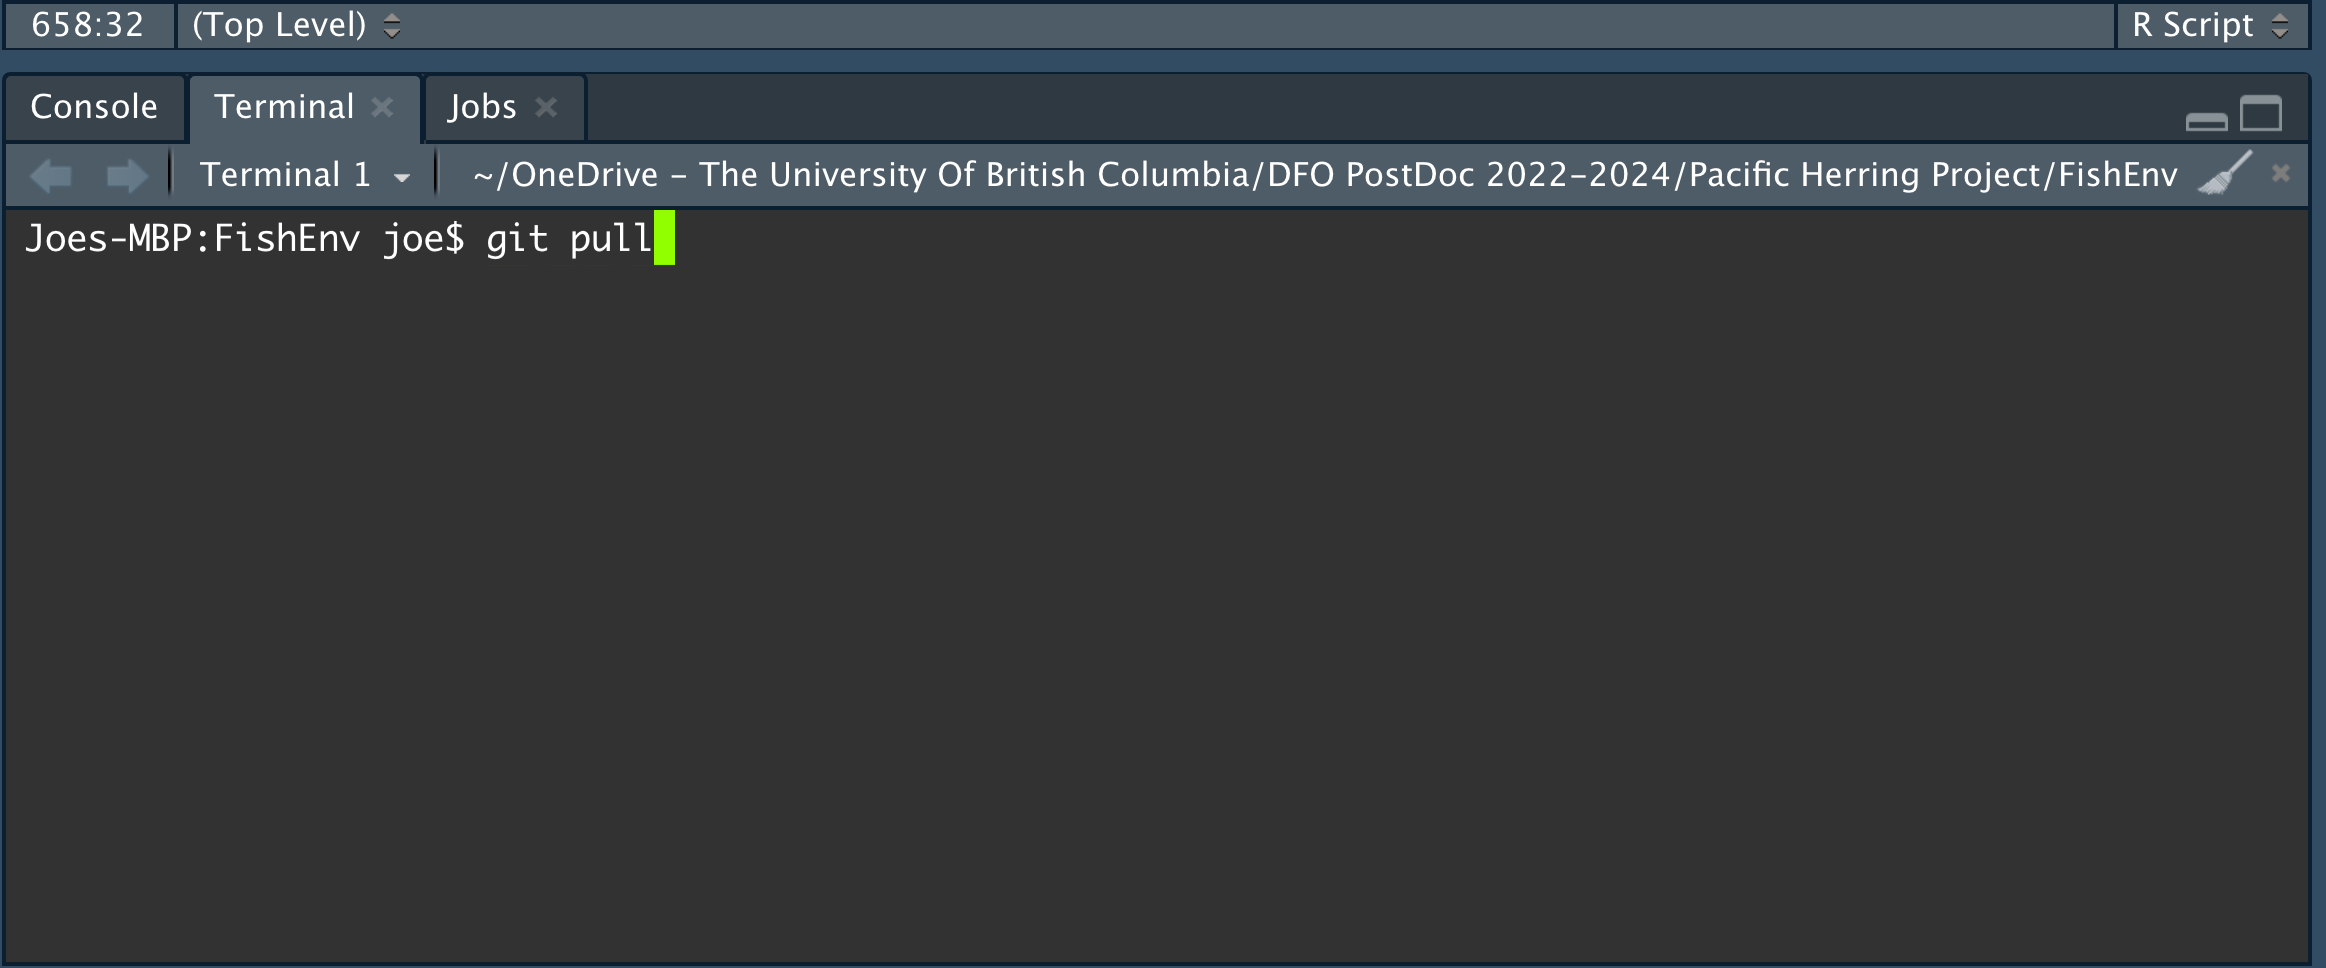 658:32 (Top Level) R Script
Console Terminal Jobs
Terminal 1 ~/OneDrive - The University Of British Columbia/DFO PostDoc 2022-2024/Pacific Herring Project/FishEnv
Joes-MBP:FishEnv joe$ git pull